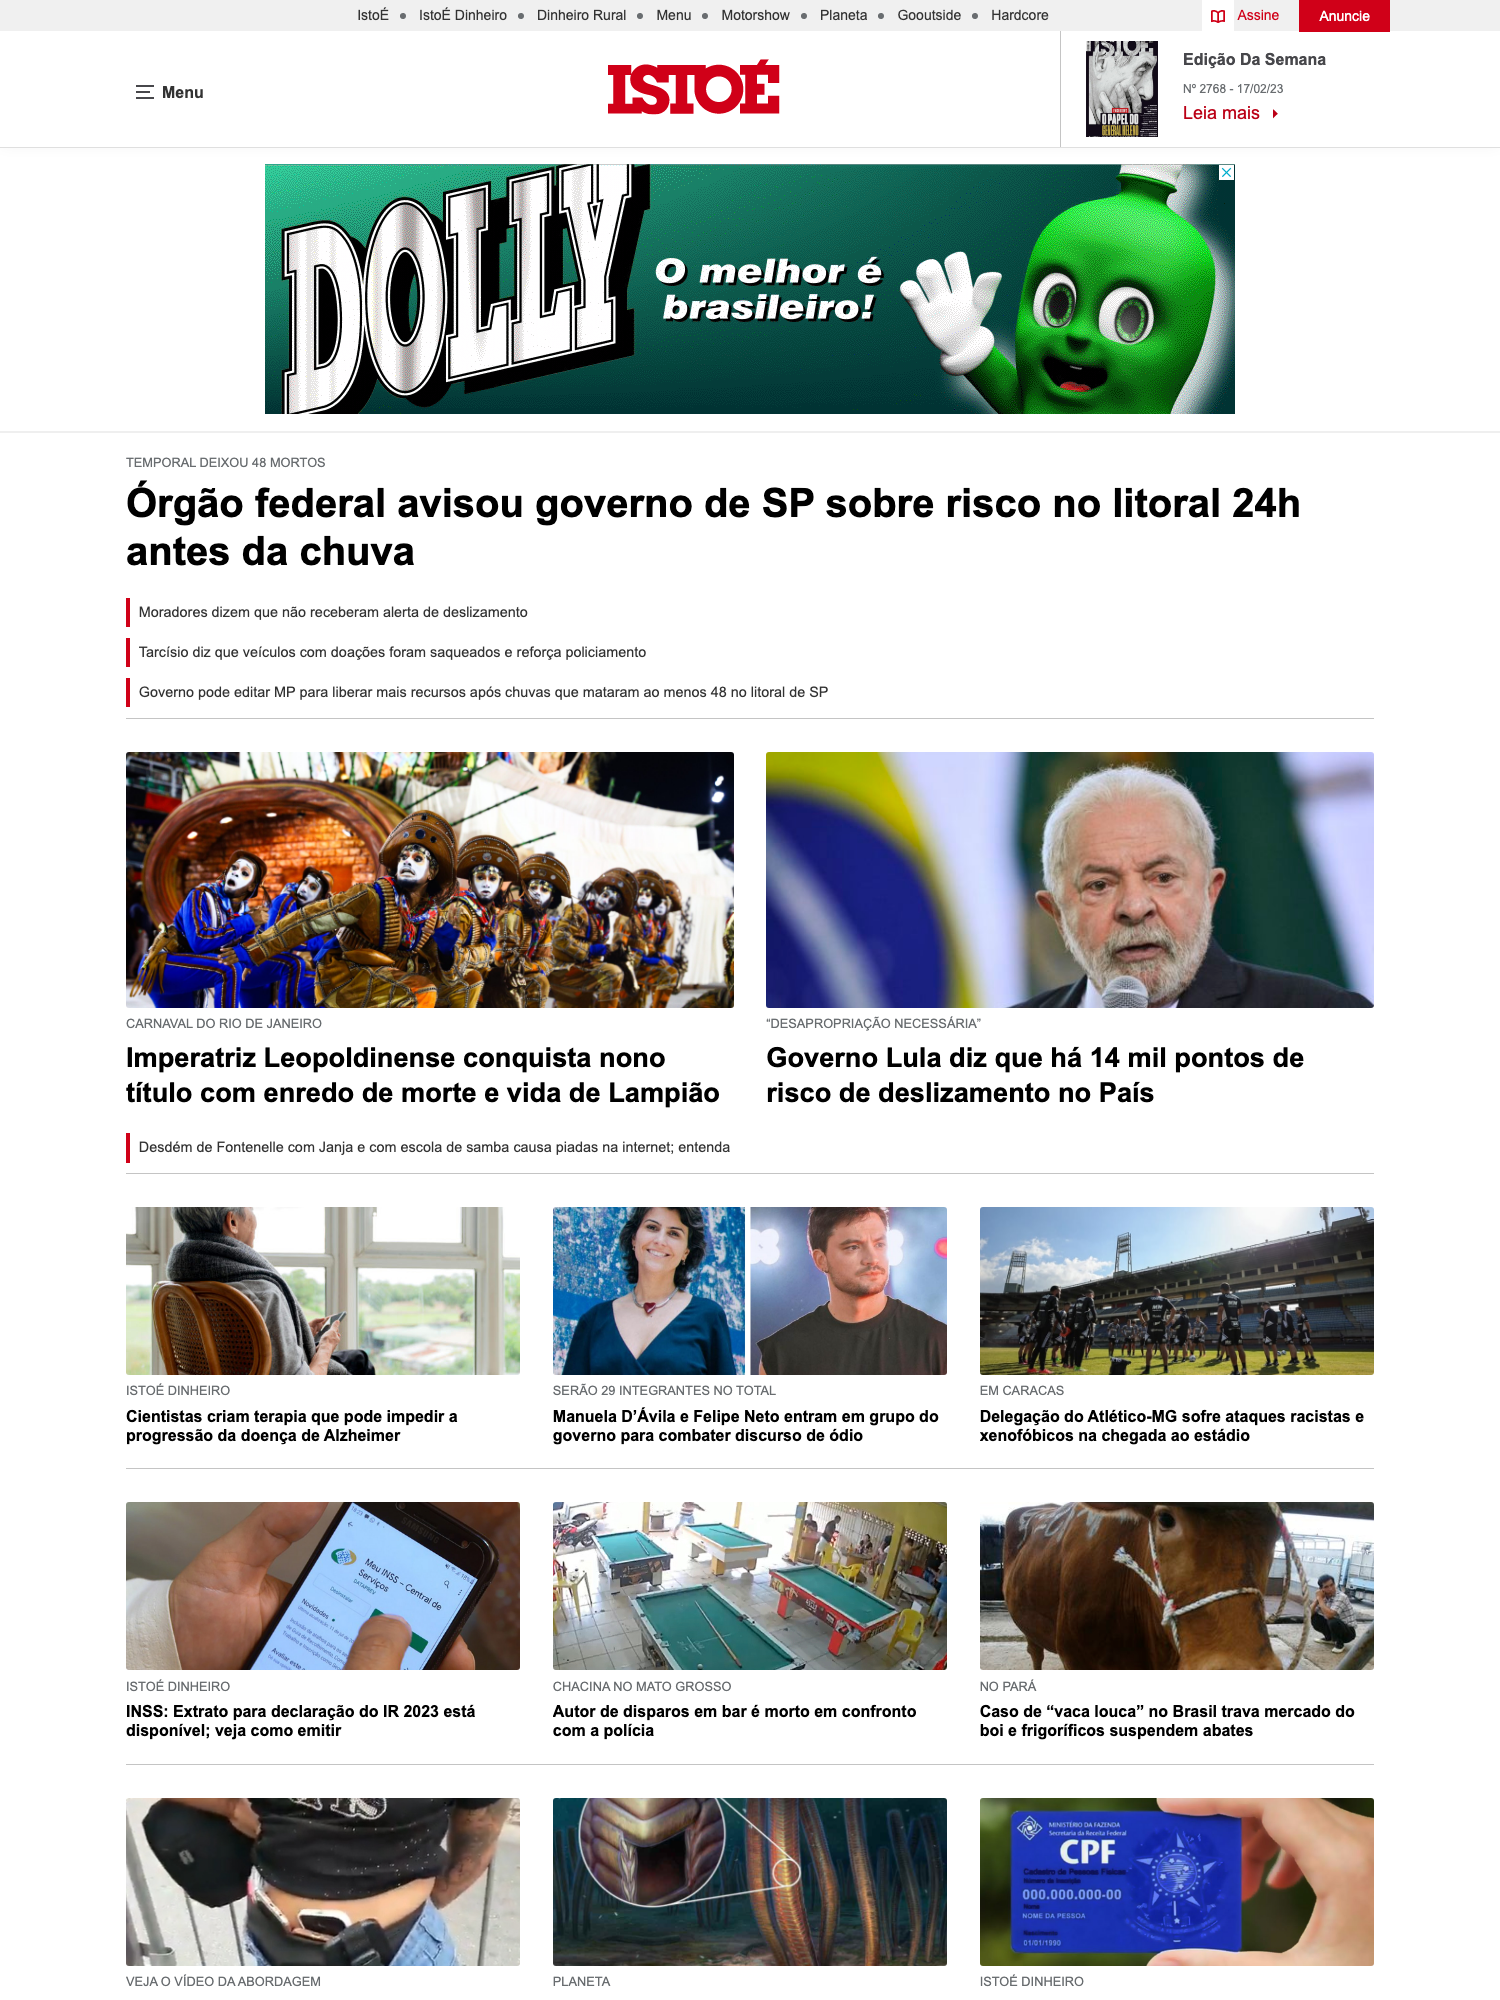 IstoÉ
IstoÉ Dinheiro
Dinheiro Rural
Menu
Motorshow
Planeta
Gooutside
Hardcore
Assine
Anuncie
Menu
ISTOÉ
ISTOÉ
O PAPEL DO
GENERAL HELENO
Edição Da Semana
Nº 2768 - 17/02/23
Leia mais
DOLLY
O melhor é
brasileiro!
TEMPORAL DEIXOU 48 MORTOS
Órgão federal avisou governo de SP sobre risco no litoral 24h
antes da chuva
Moradores dizem que não receberam alerta de deslizamento
Tarcísio diz que veículos com doações foram saqueados e reforça policiamento
Governo pode editar MP para liberar mais recursos após chuvas que mataram ao menos 48 no litoral de SP
CARNAVAL DO RIO DE JANEIRO
Imperatriz Leopoldinense conquista nono
título com enredo de morte e vida de Lampião
“DESAPROPRIAÇÃO NECESSÁRIA”
Governo Lula diz que há 14 mil pontos de
risco de deslizamento no País
Desdém de Fontenelle com Janja e com escola de samba causa piadas na internet; entenda
ISTOÉ DINHEIRO
Cientistas criam terapia que pode impedir a
progressão da doença de Alzheimer
SERÃO 29 INTEGRANTES NO TOTAL
Manuela D’Ávila e Felipe Neto entram em grupo do
governo para combater discurso de ódio
EM CARACAS
Delegação do Atlético-MG sofre ataques racistas e
xenofóbicos na chegada ao estádio
SAMSUNG
Meu INSS – Central de
Serviços
DATAPREV
Desinstalar
Novidades
ISTOÉ DINHEIRO
INSS: Extrato para declaração do IR 2023 está
disponível; veja como emitir
CHACINA NO MATO GROSSO
Autor de disparos em bar é morto em confronto
com a polícia
NO PARÁ
Caso de “vaca louca” no Brasil trava mercado do
boi e frigoríficos suspendem abates
VEJA O VÍDEO DA ABORDAGEM
PLANETA
MINISTÉRIO DA FAZENDA
Secretaria da Receita Federal
CPF
Cadastro de Pessoas Físicas
Número de Inscrição
000.000.000-00
Nome
NOME DA PESSOA
Nascimento
01/01/1990
ISTOÉ DINHEIRO